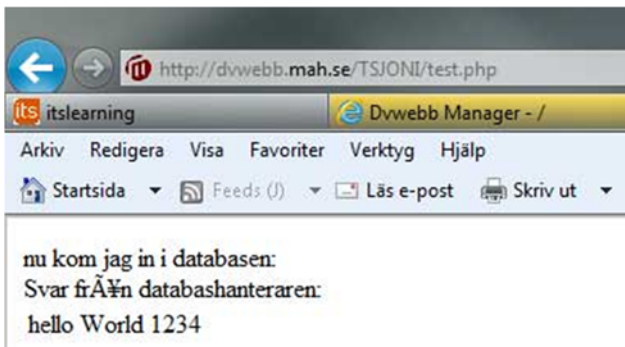 http://dvwebb.mah.se/TSJONI/test.php
its itslearning Dvwebb Manager - /
Arkiv Redigera Visa Favoriter Verktyg Hjälp
Startsida Feeds (J) Läs e-post Skriv ut
nu kom jag in i databasen:
Svar frÃ¥n databashanteraren:
hello World 1234